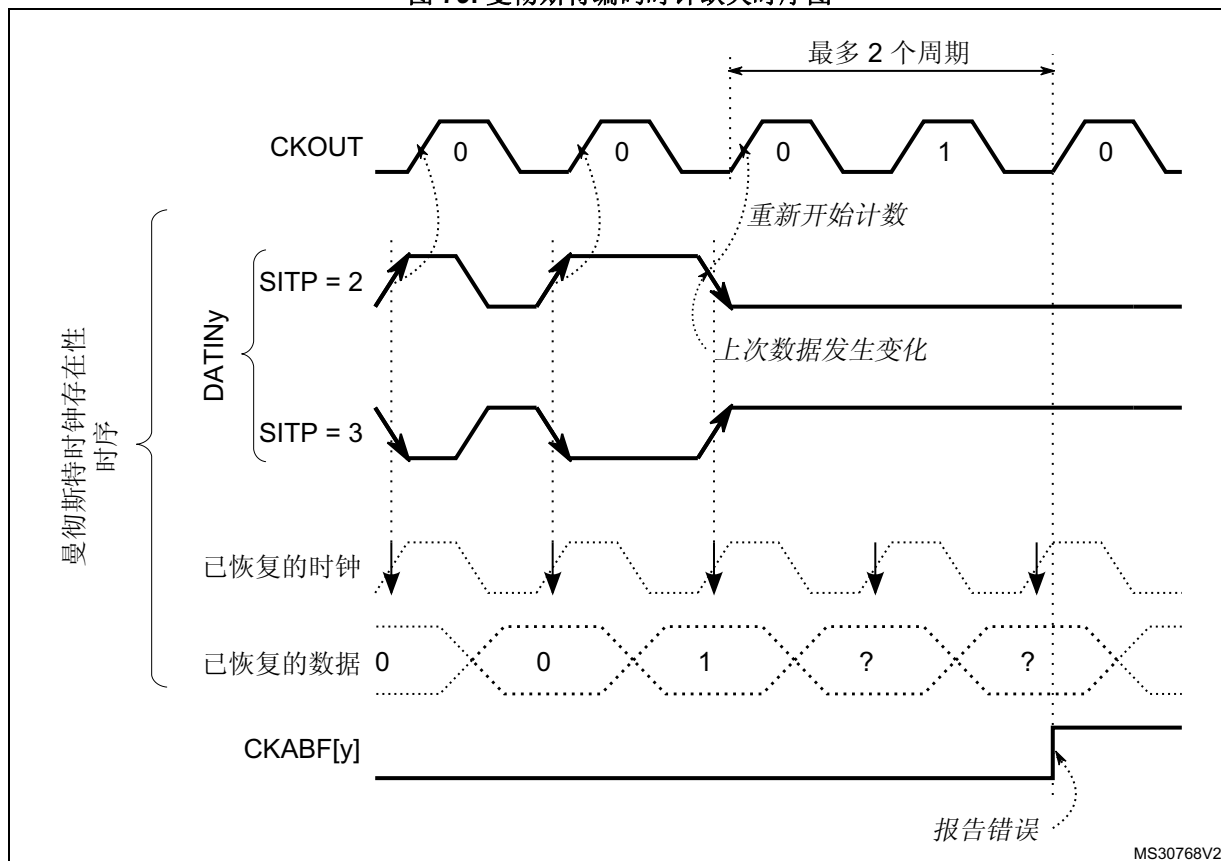 最多 2 个周期
CKOUT
0 0 0 1 0
重新开始计数
SITP = 2
DATINy
上次数据发生变化
SITP = 3
曼彻斯特时钟存在性
时序
已恢复的时钟
已恢复的数据 0 0 1 ? ?
CKABF[y]
报告错误
MS30768V2